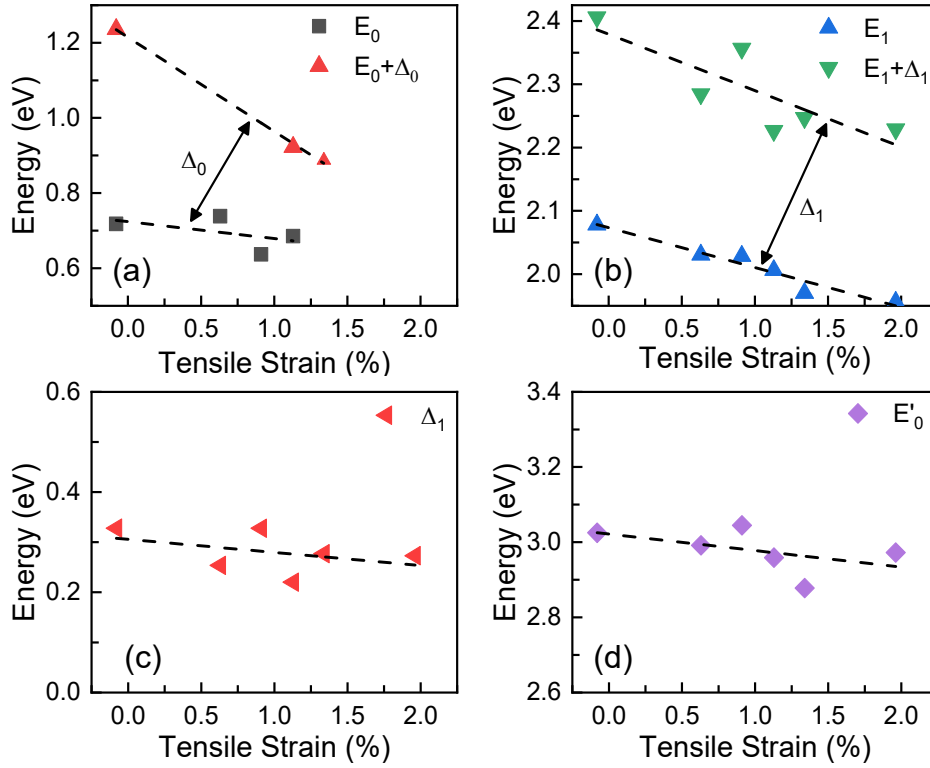 E₀
E₀+Δ₀
Δ₀
(a)
Energy (eV)
0.6
0.8
1.0
1.2
0.0 0.5 1.0 1.5 2.0
Tensile Strain (%)
E₁
E₁+Δ₁
Δ₁
(b)
Energy (eV)
2.0
2.1
2.2
2.3
2.4
0.0 0.5 1.0 1.5 2.0
Tensile Strain (%)
Δ₁
(c)
Energy (eV)
0.0
0.2
0.4
0.6
0.0 0.5 1.0 1.5 2.0
Tensile Strain (%)
E'₀
(d)
Energy (eV)
2.6
2.8
3.0
3.2
3.4
0.0 0.5 1.0 1.5 2.0
Tensile Strain (%)